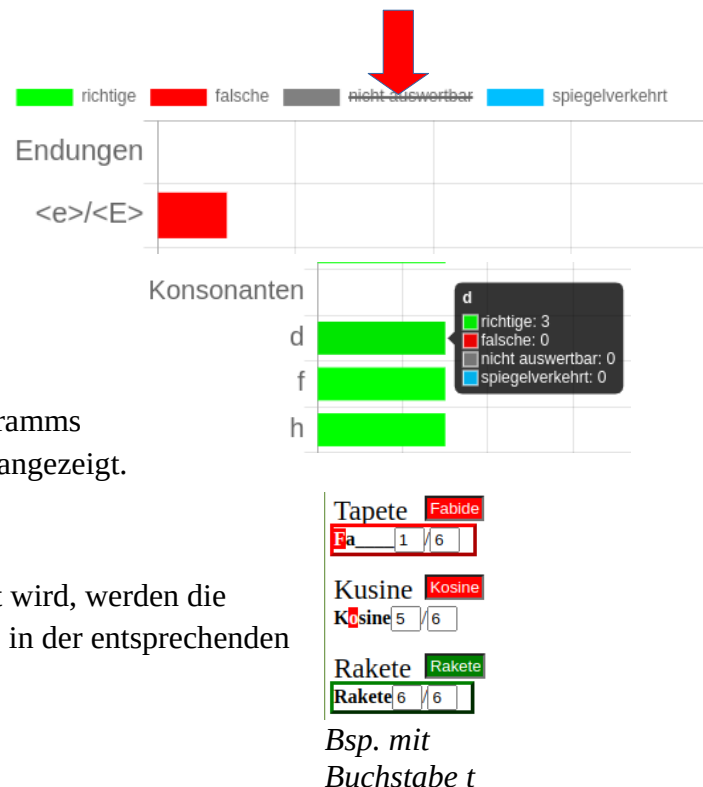 richtige falsche nicht auswertbar spiegelverkehrt
Endungen
<e>/<E>
Konsonanten
d
richtige: 3
falsche: 0
nicht auswertbar: 0
spiegelverkehrt: 0
d
f
h
ramms
angezeigt.
t wird, werden die
in der entsprechenden
Tapete Fabide
Fa____ 1 / 6
Kusine Kosine
Kosine 5 / 6
Rakete Rakete
Rakete 6 / 6
Bsp. mit
Buchstabe t